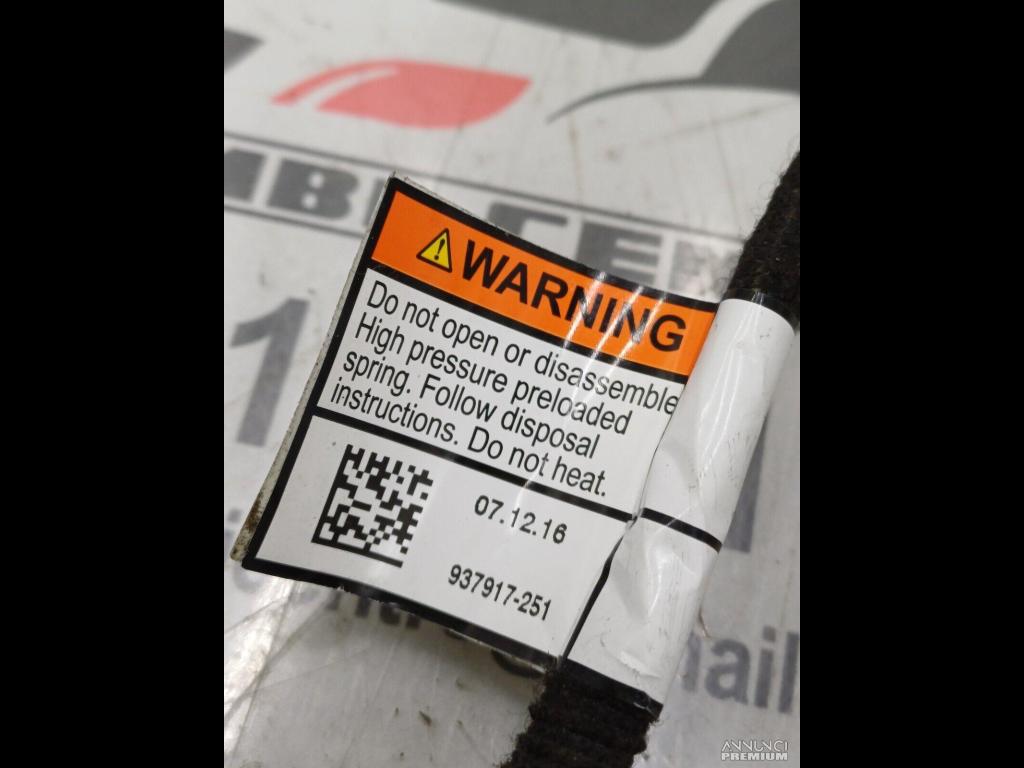 WARNING
Do not open or disassemble
High pressure preloaded
spring. Follow disposal
instructions. Do not heat.
07.12.16
937917-251
ANNUNCI
PREMIUM